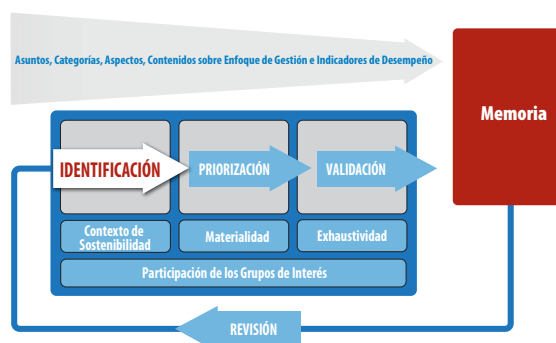 Asuntos, Categorías, Aspectos, Contenidos sobre Enfoque de Gestión e Indicadores de Desempeño
Memoria
IDENTIFICACIÓN
PRIORIZACIÓN
VALIDACIÓN
Contexto de
Sostenibilidad
Materialidad
Exhaustividad
Participación de los Grupos de Interés
REVISIÓN